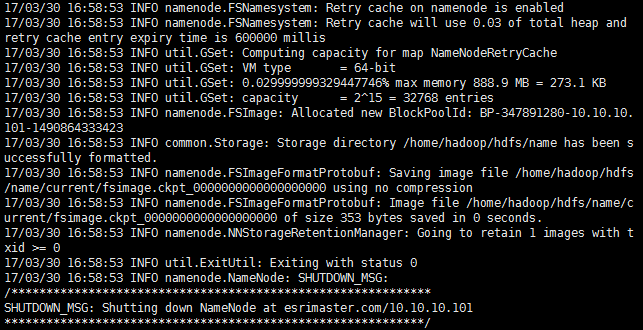 17/03/30 16:58:53 INFO namenode.FSNamesystem: Retry cache on namenode is enabled
17/03/30 16:58:53 INFO namenode.FSNamesystem: Retry cache will use 0.03 of total heap and
retry cache entry expiry time is 600000 millis
17/03/30 16:58:53 INFO util.GSet: Computing capacity for map NameNodeRetryCache
17/03/30 16:58:53 INFO util.GSet: VM type       = 64-bit
17/03/30 16:58:53 INFO util.GSet: 0.029999999329447746% max memory 888.9 MB = 273.1 KB
17/03/30 16:58:53 INFO util.GSet: capacity      = 2^15 = 32768 entries
17/03/30 16:58:53 INFO namenode.FSImage: Allocated new BlockPoolId: BP-347891280-10.10.10.
101-1490864333423
17/03/30 16:58:53 INFO common.Storage: Storage directory /home/hadoop/hdfs/name has been s
uccessfully formatted.
17/03/30 16:58:53 INFO namenode.FSImageFormatProtobuf: Saving image file /home/hadoop/hdfs
/name/current/fsimage.ckpt_0000000000000000000 using no compression
17/03/30 16:58:53 INFO namenode.FSImageFormatProtobuf: Image file /home/hadoop/hdfs/name/c
urrent/fsimage.ckpt_0000000000000000000 of size 353 bytes saved in 0 seconds.
17/03/30 16:58:53 INFO namenode.NNStorageRetentionManager: Going to retain 1 images with t
xid >= 0
17/03/30 16:58:53 INFO util.ExitUtil: Exiting with status 0
17/03/30 16:58:53 INFO namenode.NameNode: SHUTDOWN_MSG:
/************************************************************
SHUTDOWN_MSG: Shutting down NameNode at esrimaster.com/10.10.10.101
************************************************************/